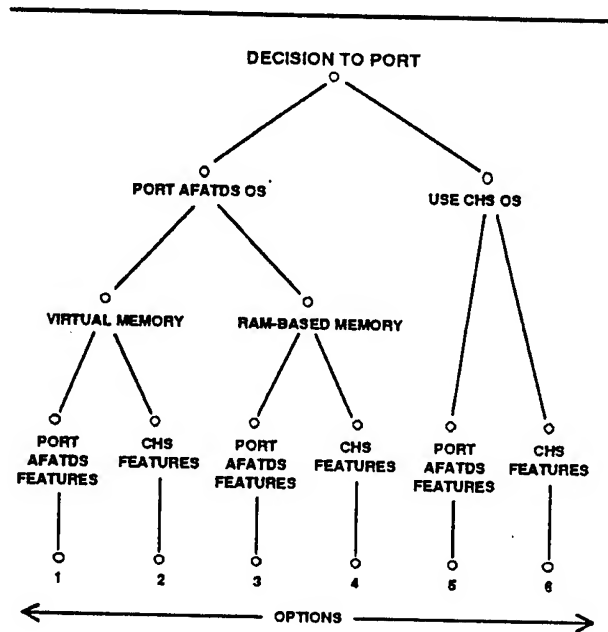 DECISION TO PORT
PORT AFATDS OS
USE CHS OS
VIRTUAL MEMORY
RAM-BASED MEMORY
PORT
AFATDS
FEATURES
CHS
FEATURES
PORT
AFATDS
FEATURES
CHS
FEATURES
PORT
AFATDS
FEATURES
CHS
FEATURES
1
2
3
4
5
6
OPTIONS